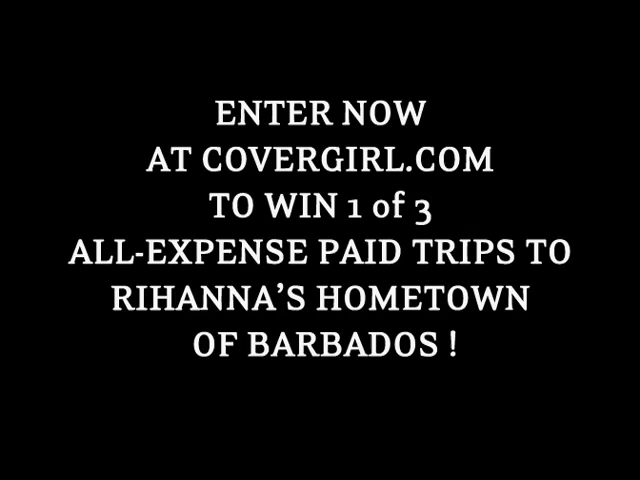 ENTER NOW
AT COVERGIRL.COM
TO WIN 1 of 3
ALL-EXPENSE PAID TRIPS TO
RIHANNA’S HOMETOWN
OF BARBADOS !